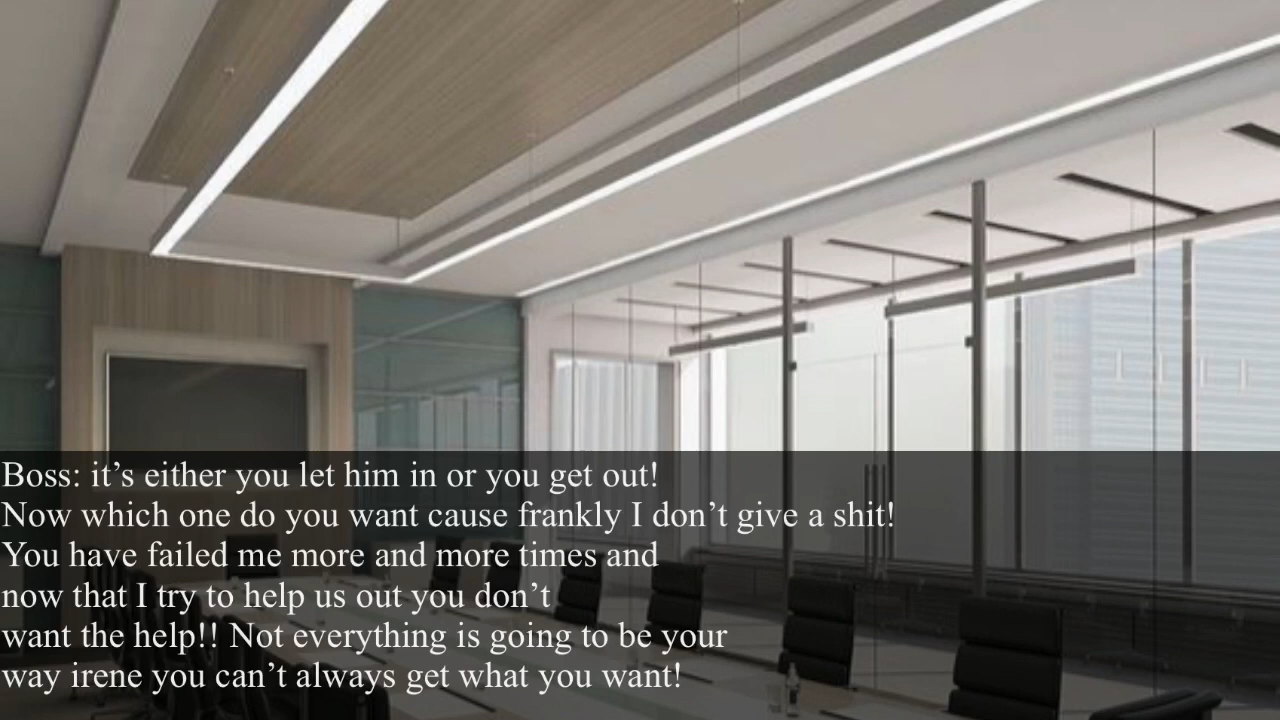 Boss: it’s either you let him in or you get out!
Now which one do you want cause frankly I don’t give a shit!
You have failed me more and more times and
now that I try to help us out you don’t
want the help!! Not everything is going to be your
way irene you can’t always get what you want!